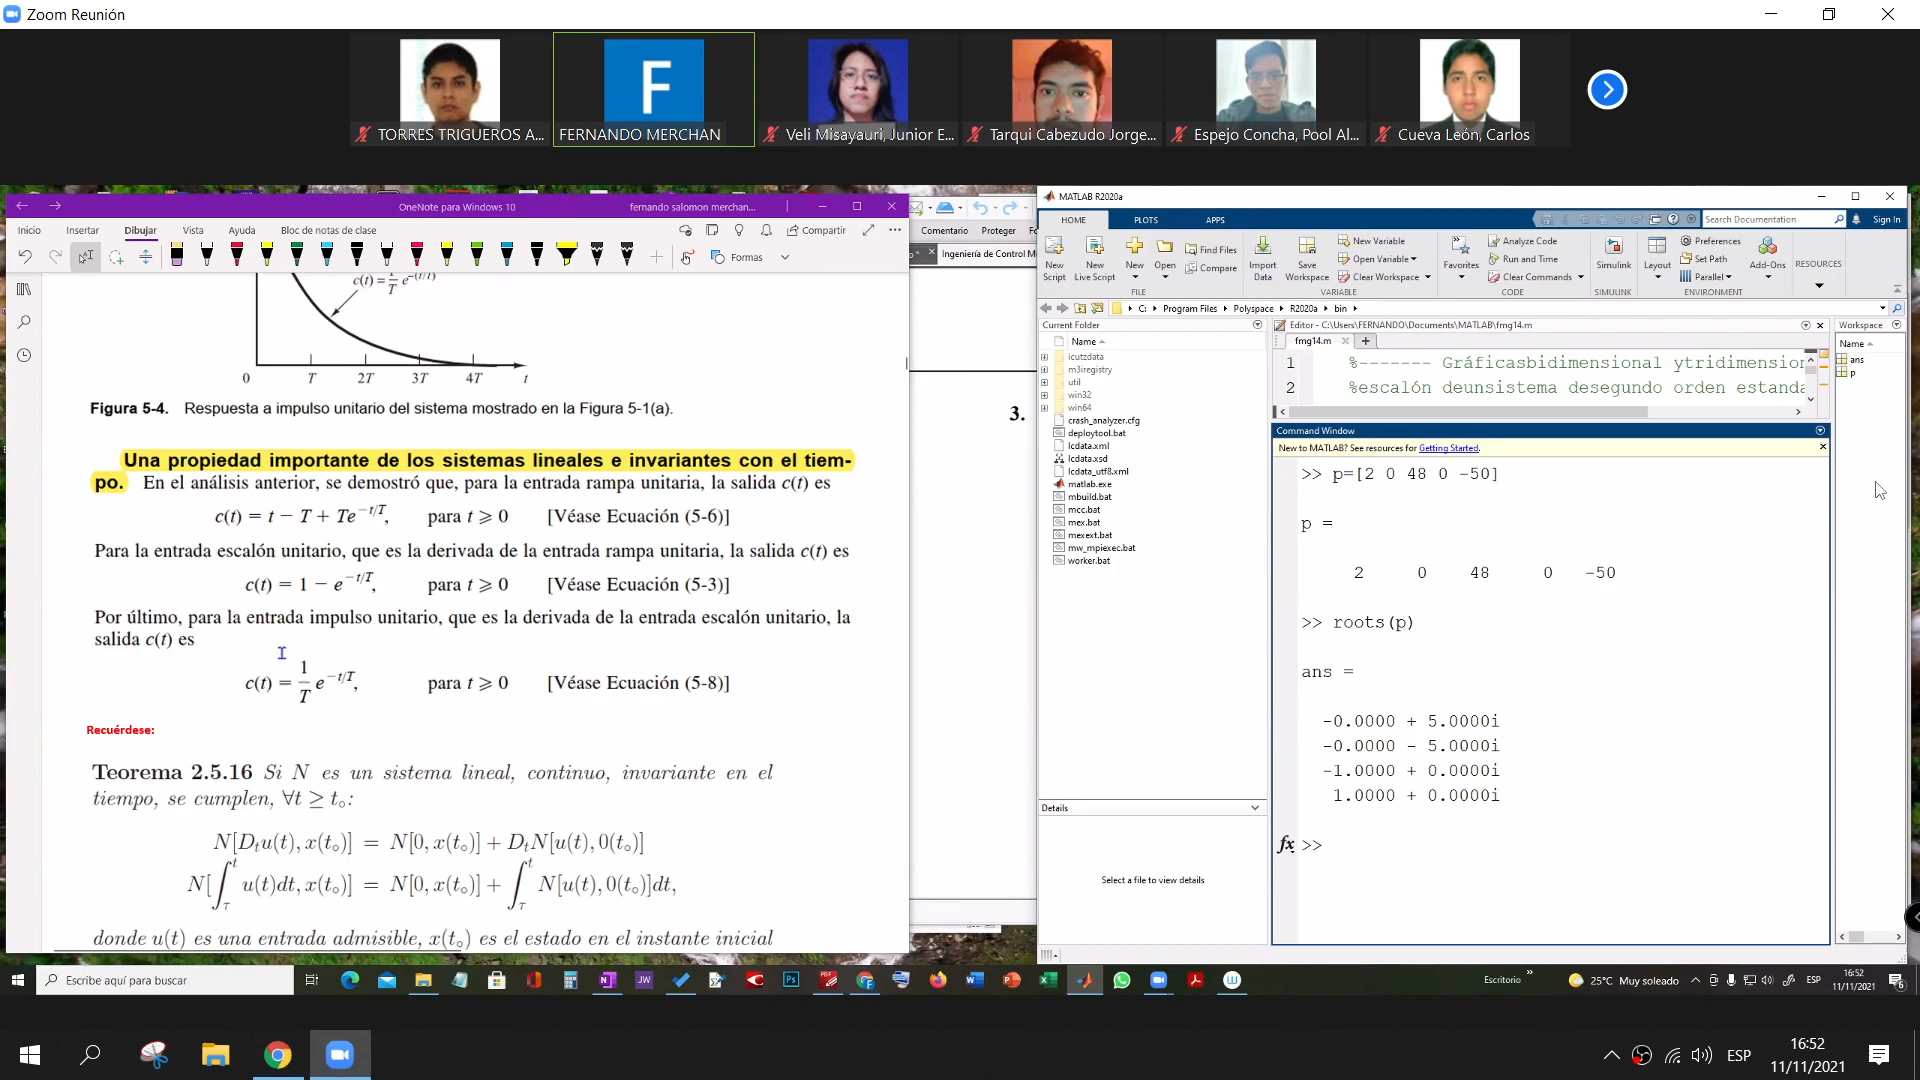 Zoom Reunión
F
TORRES TRIGUEROS A...
FERNANDO MERCHAN
Veli Misayauri, Junior E...
Tarqui Cabezudo Jorge...
Espejo Concha, Pool Al...
Cueva León, Carlos
OneNote para Windows 10
fernando salomon merchan...
Inicio
Insertar
Dibujar
Vista
Ayuda
Bloc de notas de clase
Compartir
Formas
c(t) = 1/T e^-(t/T)
0 T 2T 3T 4T t
Figura 5-4. Respuesta a impulso unitario del sistema mostrado en la Figura 5-1(a).
Una propiedad importante de los sistemas lineales e invariantes con el tiem-
po. En el análisis anterior, se demostró que, para la entrada rampa unitaria, la salida c(t) es
c(t) = t − T + Te^−t/T, para t ⩾ 0 [Véase Ecuación (5-6)]
Para la entrada escalón unitario, que es la derivada de la entrada rampa unitaria, la salida c(t) es
c(t) = 1 − e^−t/T, para t ⩾ 0 [Véase Ecuación (5-3)]
Por último, para la entrada impulso unitario, que es la derivada de la entrada escalón unitario, la
salida c(t) es
c(t) = 1/T e^−t/T, para t ⩾ 0 [Véase Ecuación (5-8)]
Recuérdese:
Teorema 2.5.16 Si N es un sistema lineal, continuo, invariante en el
tiempo, se cumplen, ∀t ≥ t∘:
N[D_t u(t), x(t∘)] = N[0, x(t∘)] + D_t N[u(t), 0(t∘)]
N[∫_τ^t u(t)dt, x(t∘)] = N[0, x(t∘)] + ∫_τ^t N[u(t), 0(t∘)]dt,
donde u(t) es una entrada admisible, x(t∘) es el estado en el instante inicial
Comentario
Proteger
Ingeniería de Control M
3.
MATLAB R2020a
HOME
PLOTS
APPS
Search Documentation
Sign In
New Script
New Live Script
New
Open
Find Files
Compare
Import Data
Save Workspace
New Variable
Open Variable
Clear Workspace
Favorites
Analyze Code
Run and Time
Clear Commands
Simulink
Layout
Preferences
Set Path
Parallel
Add-Ons
RESOURCES
FILE
VARIABLE
CODE
SIMULINK
ENVIRONMENT
C:
Program Files
Polyspace
R2020a
bin
Current Folder
Name
icutzdata
m3iregistry
util
win32
win64
crash_analyzer.cfg
deploytool.bat
lcdata.xml
lcdata.xsd
lcdata_utf8.xml
matlab.exe
mbuild.bat
mcc.bat
mex.bat
mexext.bat
mw_mpiexec.bat
worker.bat
Details
Select a file to view details
Editor - C:\Users\FERNANDO\Documents\MATLAB\fmg14.m
fmg14.m
1 %------- Gráficasbidimensional ytridimension
2 %escalón deunsistema desegundo orden estanda
Command Window
New to MATLAB? See resources for Getting Started.
>> p=[2 0 48 0 -50]
p =
2 0 48 0 -50
>> roots(p)
ans =
-0.0000 + 5.0000i
-0.0000 - 5.0000i
-1.0000 + 0.0000i
1.0000 + 0.0000i
fx >>
Workspace
Name
ans
p
Escribe aquí para buscar
Escritorio
25°C Muy soleado
ESP
16:52
11/11/2021
ESP
16:52
11/11/2021